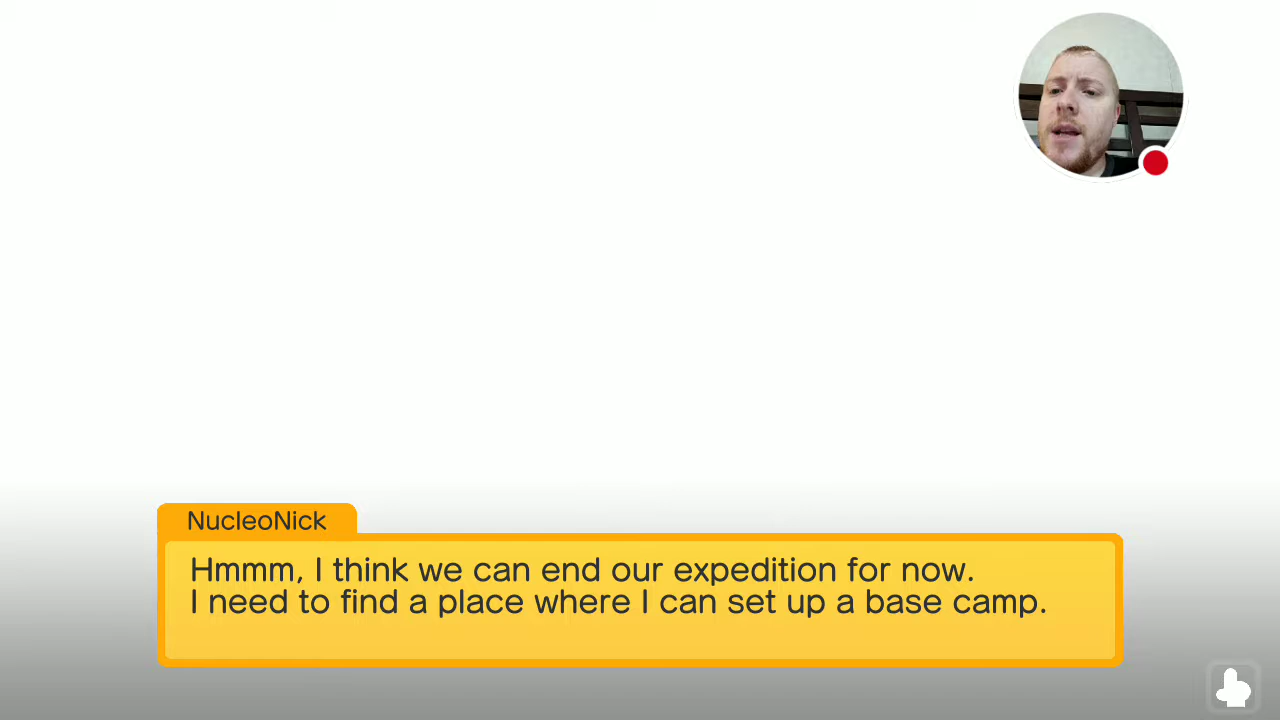 NucleoNick
Hmmm, I think we can end our expedition for now.
I need to find a place where I can set up a base camp.